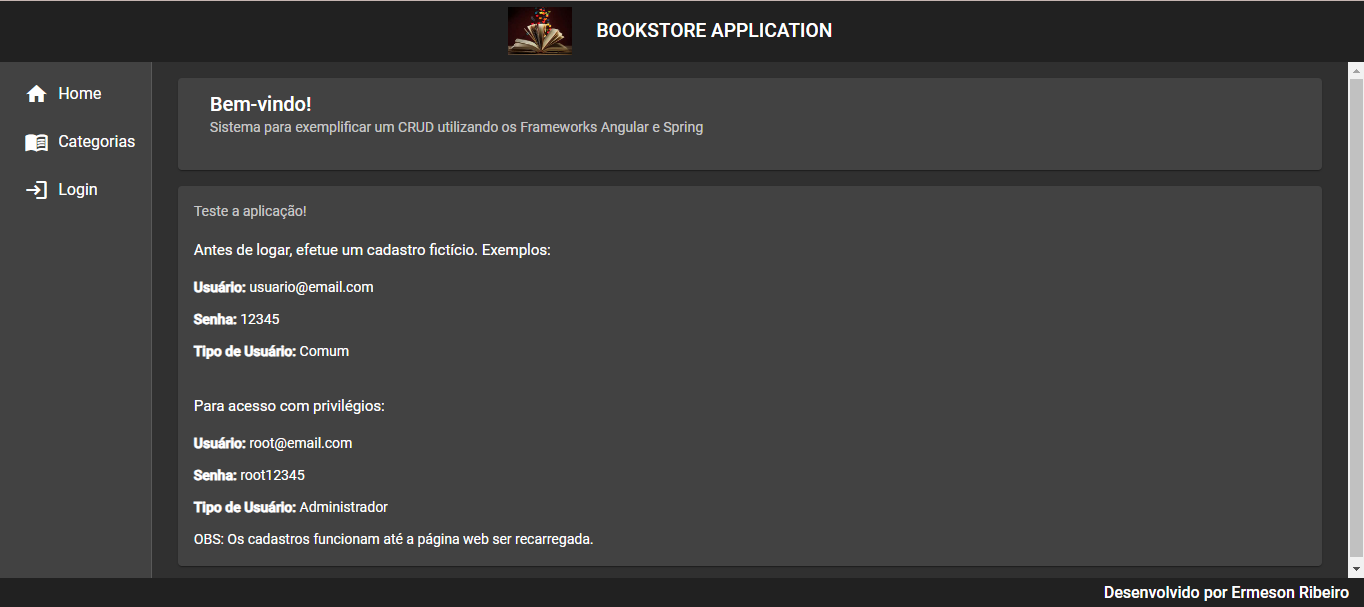 BOOKSTORE APPLICATION
Home
Categorias
Login
Bem-vindo!
Sistema para exemplificar um CRUD utilizando os Frameworks Angular e Spring
Teste a aplicação!
Antes de logar, efetue um cadastro fictício. Exemplos:
Usuário: usuario@email.com
Senha: 12345
Tipo de Usuário: Comum
Para acesso com privilégios:
Usuário: root@email.com
Senha: root12345
Tipo de Usuário: Administrador
OBS: Os cadastros funcionam até a página web ser recarregada.
Desenvolvido por Ermeson Ribeiro